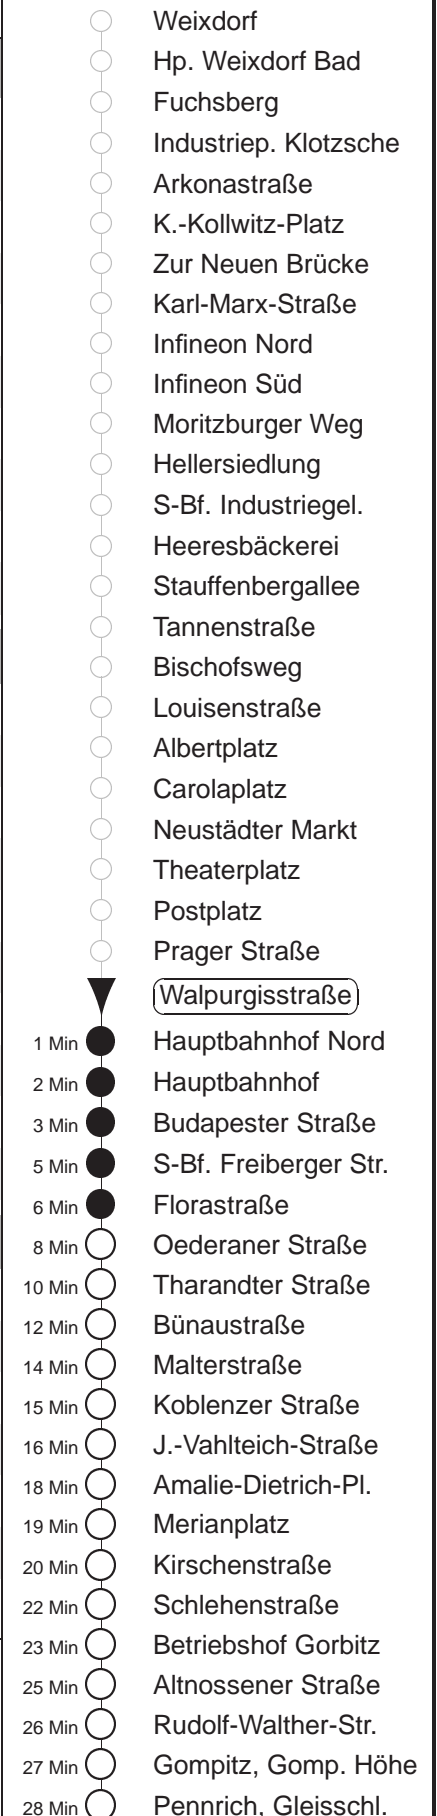 Weixdorf
Hp. Weixdorf Bad
Fuchsberg
Industriep. Klotzsche
Arkonastraße
K.-Kollwitz-Platz
Zur Neuen Brücke
Karl-Marx-Straße
Infineon Nord
Infineon Süd
Moritzburger Weg
Hellersiedlung
S-Bf. Industriegel.
Heeresbäckerei
Stauffenbergallee
Tannenstraße
Bischofsweg
Louisenstraße
Albertplatz
Carolaplatz
Neustädter Markt
Theaterplatz
Postplatz
Prager Straße
Walpurgisstraße
1 Min Hauptbahnhof Nord
2 Min Hauptbahnhof
3 Min Budapester Straße
5 Min S-Bf. Freiberger Str.
6 Min Florastraße
8 Min Oederaner Straße
10 Min Tharandter Straße
12 Min Bünaustraße
14 Min Malterstraße
15 Min Koblenzer Straße
16 Min J.-Vahlteich-Straße
18 Min Amalie-Dietrich-Pl.
19 Min Merianplatz
20 Min Kirschenstraße
22 Min Schlehenstraße
23 Min Betriebshof Gorbitz
25 Min Altnossener Straße
26 Min Rudolf-Walther-Str.
27 Min Gompitz, Gomp. Höhe
28 Min Pennrich, Gleisschl.